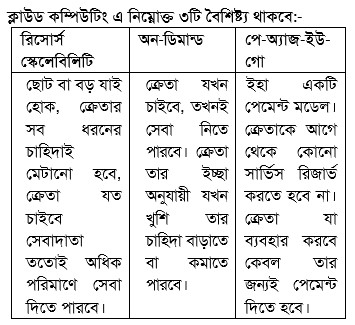 ক্লাউড কম্পিউটিং এ নিম্নোক্ত ৩টি বৈশিষ্ট্য থাকবে:-
রিসোর্স
স্কেলেবিলিটি
অন-ডিমান্ড
পে-অ্যাজ-ইউ-
গো
ছোট বা বড় যাই
হোক, ক্রেতার
সব ধরনের
চাহিদাই
মেটানো হবে,
ক্রেতা যত
চাইবে
সেবাদাতা
ততোই অধিক
পরিমাণে সেবা
দিতে পারবে।
ক্রেতা যখন
চাইবে, তখনই
সেবা নিতে
পারবে। ক্রেতা
তার ইচ্ছা
অনুযায়ী যখন
খুশি তার
চাহিদা বাড়াতে
বা কমাতে
পারবে।
ইহা একটি
পেমেন্ট মডেল।
ক্রেতাকে আগে
থেকে কোনো
সার্ভিস রিজার্ভ
করতে হবে না।
ক্রেতা যা
ব্যবহার করবে
কেবল তার
জন্যই পেমেন্ট
দিতে হবে।